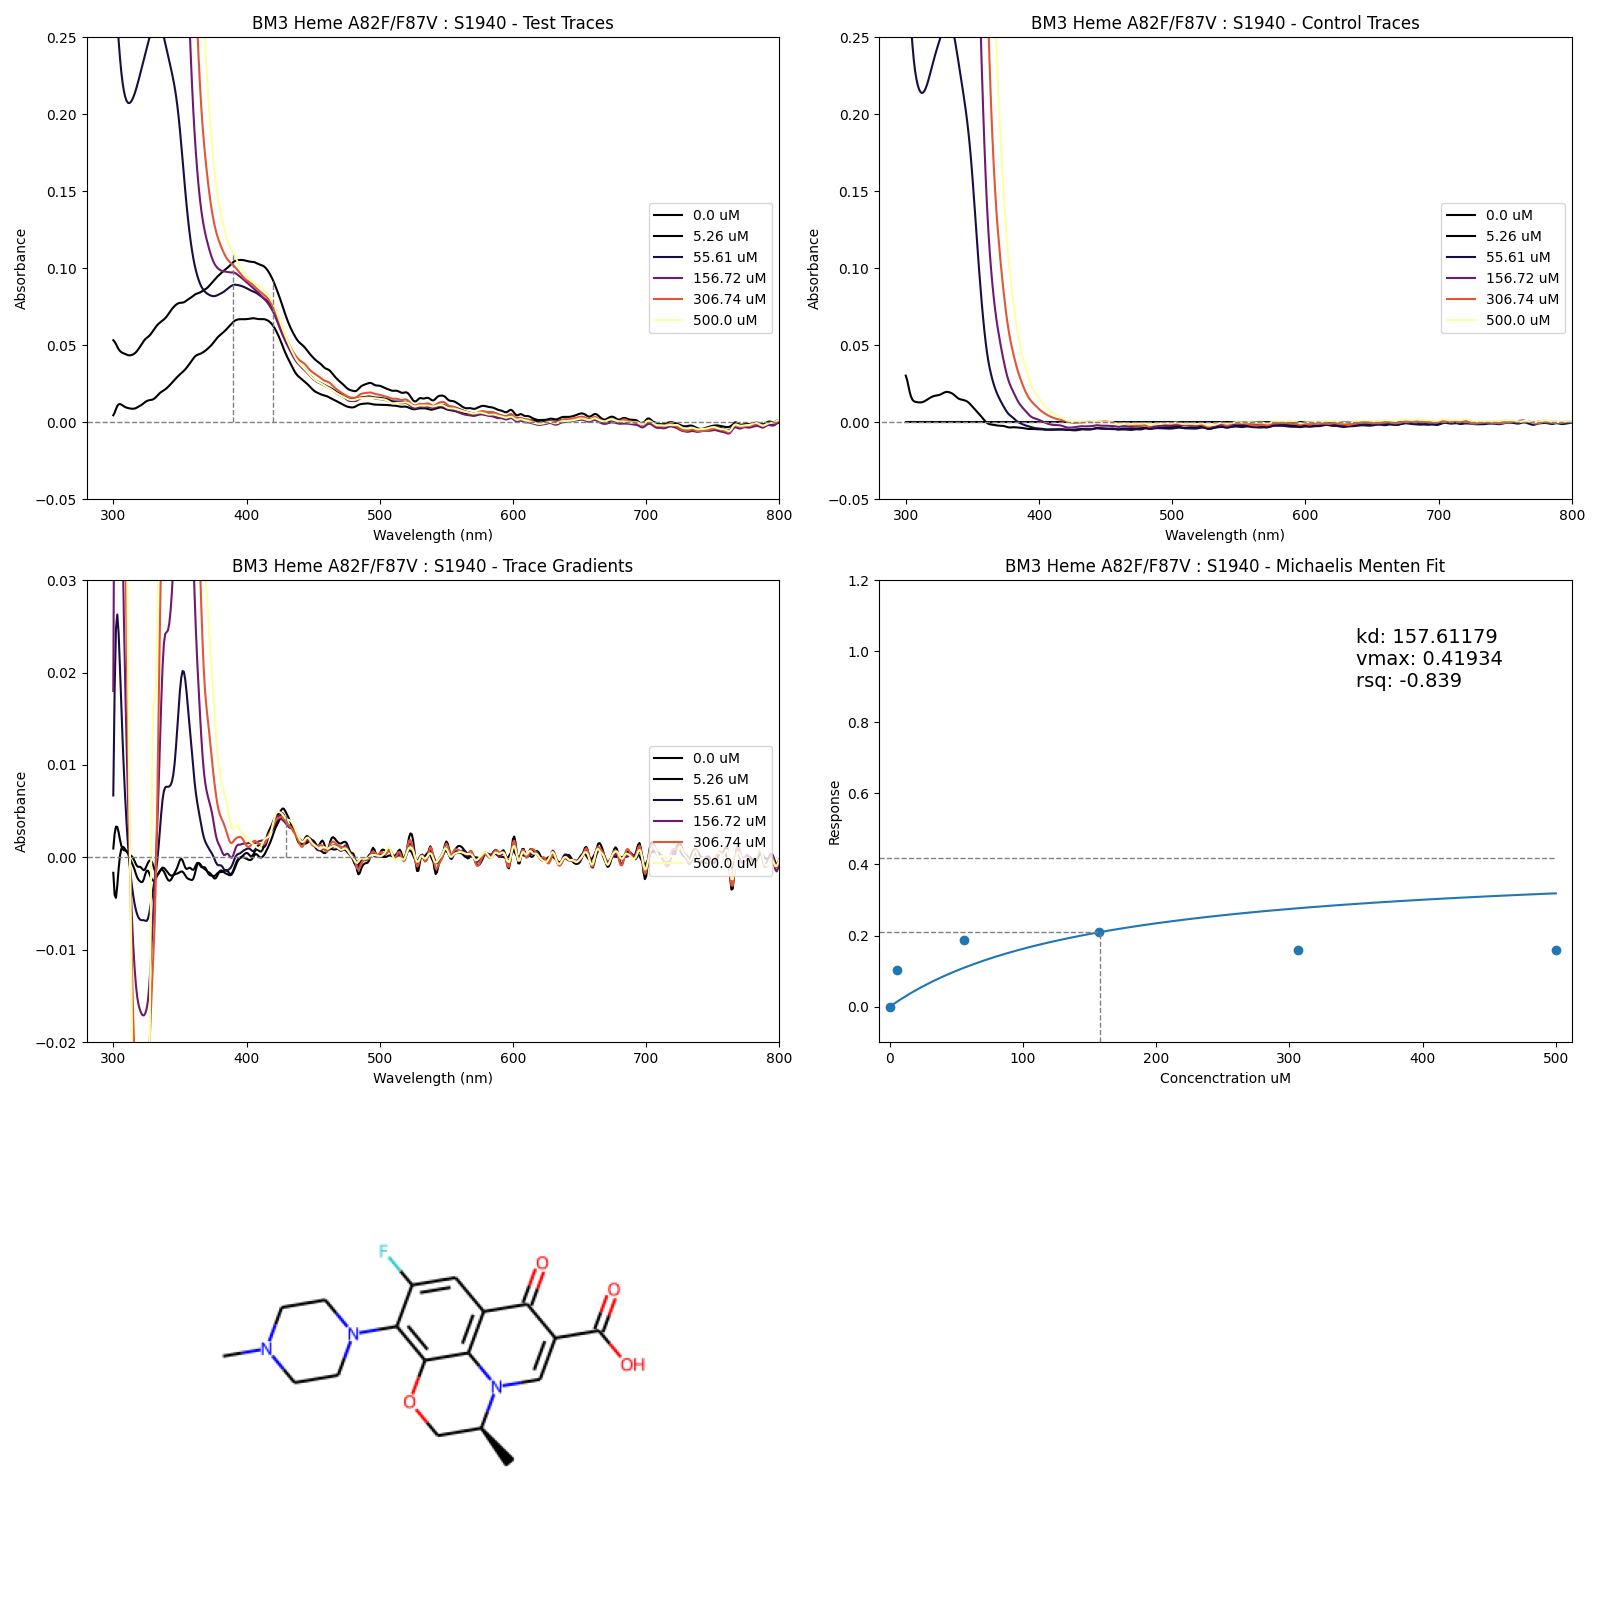 BM3 Heme A82F/F87V : S1940 - Test Traces
0.25
0.20
0.15
0.10
0.05
0.00
−0.05
Absorbance
300 400 500 600 700 800
Wavelength (nm)
0.0 uM
5.26 uM
55.61 uM
156.72 uM
306.74 uM
500.0 uM
BM3 Heme A82F/F87V : S1940 - Control Traces
0.25
0.20
0.15
0.10
0.05
0.00
−0.05
Absorbance
300 400 500 600 700 800
Wavelength (nm)
0.0 uM
5.26 uM
55.61 uM
156.72 uM
306.74 uM
500.0 uM
BM3 Heme A82F/F87V : S1940 - Trace Gradients
0.03
0.02
0.01
0.00
−0.01
−0.02
Absorbance
300 400 500 600 700 800
Wavelength (nm)
0.0 uM
5.26 uM
55.61 uM
156.72 uM
306.74 uM
500.0 uM
BM3 Heme A82F/F87V : S1940 - Michaelis Menten Fit
1.2
1.0
0.8
0.6
0.4
0.2
0.0
Response
0 100 200 300 400 500
Concenctration uM
kd: 157.61179
vmax: 0.41934
rsq: -0.839
F
O
O
N
N
OH
N
O